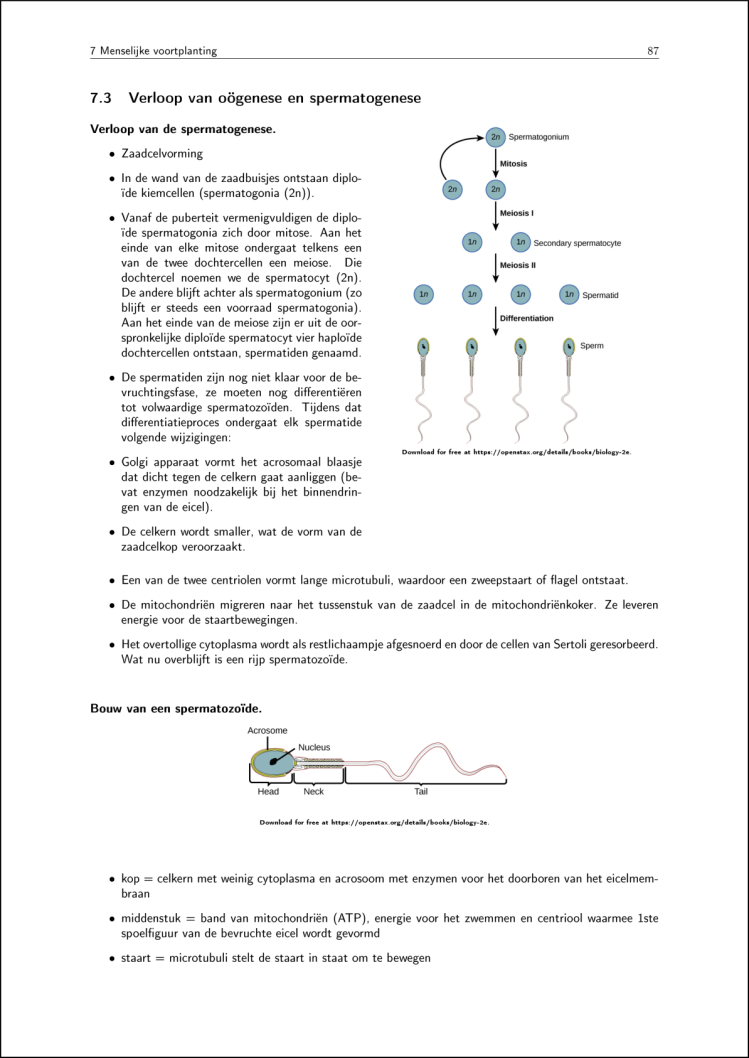 7 Menselijke voortplanting 87
7.3 Verloop van oögenese en spermatogenese
Verloop van de spermatogenese.
• Zaadcelvorming
• In de wand van de zaadbuisjes ontstaan diplo-
ïde kiemcellen (spermatogonia (2n)).
• Vanaf de puberteit vermenigvuldigen de diplo-
ïde spermatogonia zich door mitose. Aan het
einde van elke mitose ondergaat telkens een
van de twee dochtercellen een meiose. Die
dochtercel noemen we de spermatocyt (2n).
De andere blijft achter als spermatogonium (zo
blijft er steeds een voorraad spermatogonia).
Aan het einde van de meiose zijn er uit de oor-
spronkelijke diploïde spermatocyt vier haploïde
dochtercellen ontstaan, spermatiden genaamd.
• De spermatiden zijn nog niet klaar voor de be-
vruchtingsfase, ze moeten nog differentiëren
tot volwaardige spermatozoïden. Tijdens dat
differentiatieproces ondergaat elk spermatide
volgende wijzigingen:
• Golgi apparaat vormt het acrosomaal blaasje
dat dicht tegen de celkern gaat aanliggen (be-
vat enzymen noodzakelijk bij het binnendrin-
gen van de eicel).
• De celkern wordt smaller, wat de vorm van de
zaadcelkop veroorzaakt.
2n Spermatogonium
Mitosis
2n 2n
Meiosis I
1n 1n Secondary spermatocyte
Meiosis II
1n 1n 1n 1n Spermatid
Differentiation
Sperm
Download for free at https://openstax.org/details/books/biology-2e.
• Een van de twee centriolen vormt lange microtubuli, waardoor een zweepstaart of flagel ontstaat.
• De mitochondriën migreren naar het tussenstuk van de zaadcel in de mitochondriënkoker. Ze leveren
energie voor de staartbewegingen.
• Het overtollige cytoplasma wordt als restlichaampje afgesnoerd en door de cellen van Sertoli geresorbeerd.
Wat nu overblijft is een rijp spermatozoïde.
Bouw van een spermatozoïde.
Acrosome
Nucleus
Head Neck Tail
Download for free at https://openstax.org/details/books/biology-2e.
• kop = celkern met weinig cytoplasma en acrosoom met enzymen voor het doorboren van het eicelmem-
braan
• middenstuk = band van mitochondriën (ATP), energie voor het zwemmen en centriool waarmee 1ste
spoelfiguur van de bevruchte eicel wordt gevormd
• staart = microtubuli stelt de staart in staat om te bewegen